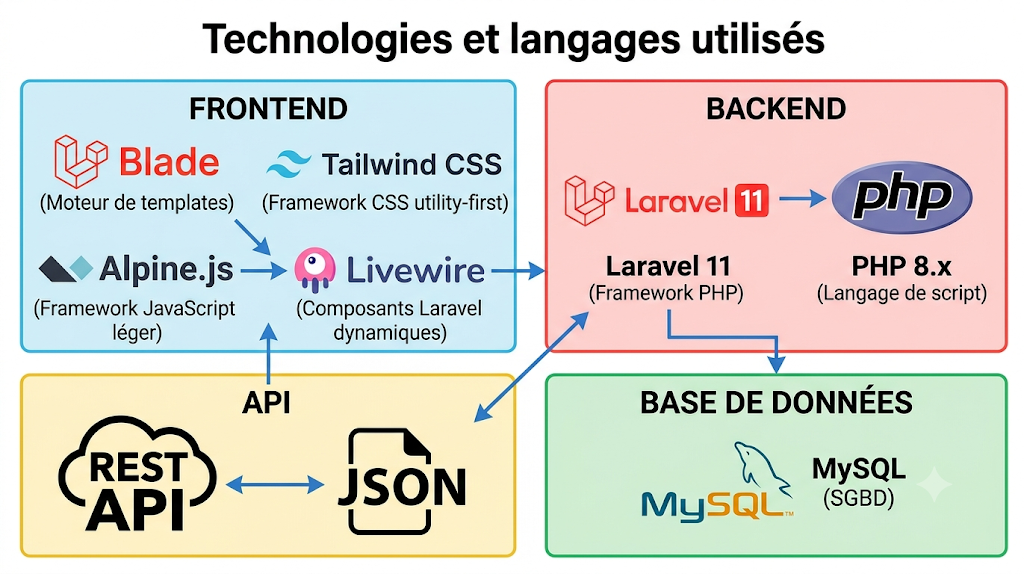 Technologies et langages utilisés
FRONTEND
Blade
(Moteur de templates)
Tailwind CSS
(Framework CSS utility-first)
Alpine.js
(Framework JavaScript
léger)
Livewire
(Composants Laravel
dynamiques)
BACKEND
Laravel 11
php
Laravel 11
(Framework PHP)
PHP 8.x
(Langage de script)
API
REST
API
JSON
BASE DE DONNÉES
MySQL™
MySQL
(SGBD)